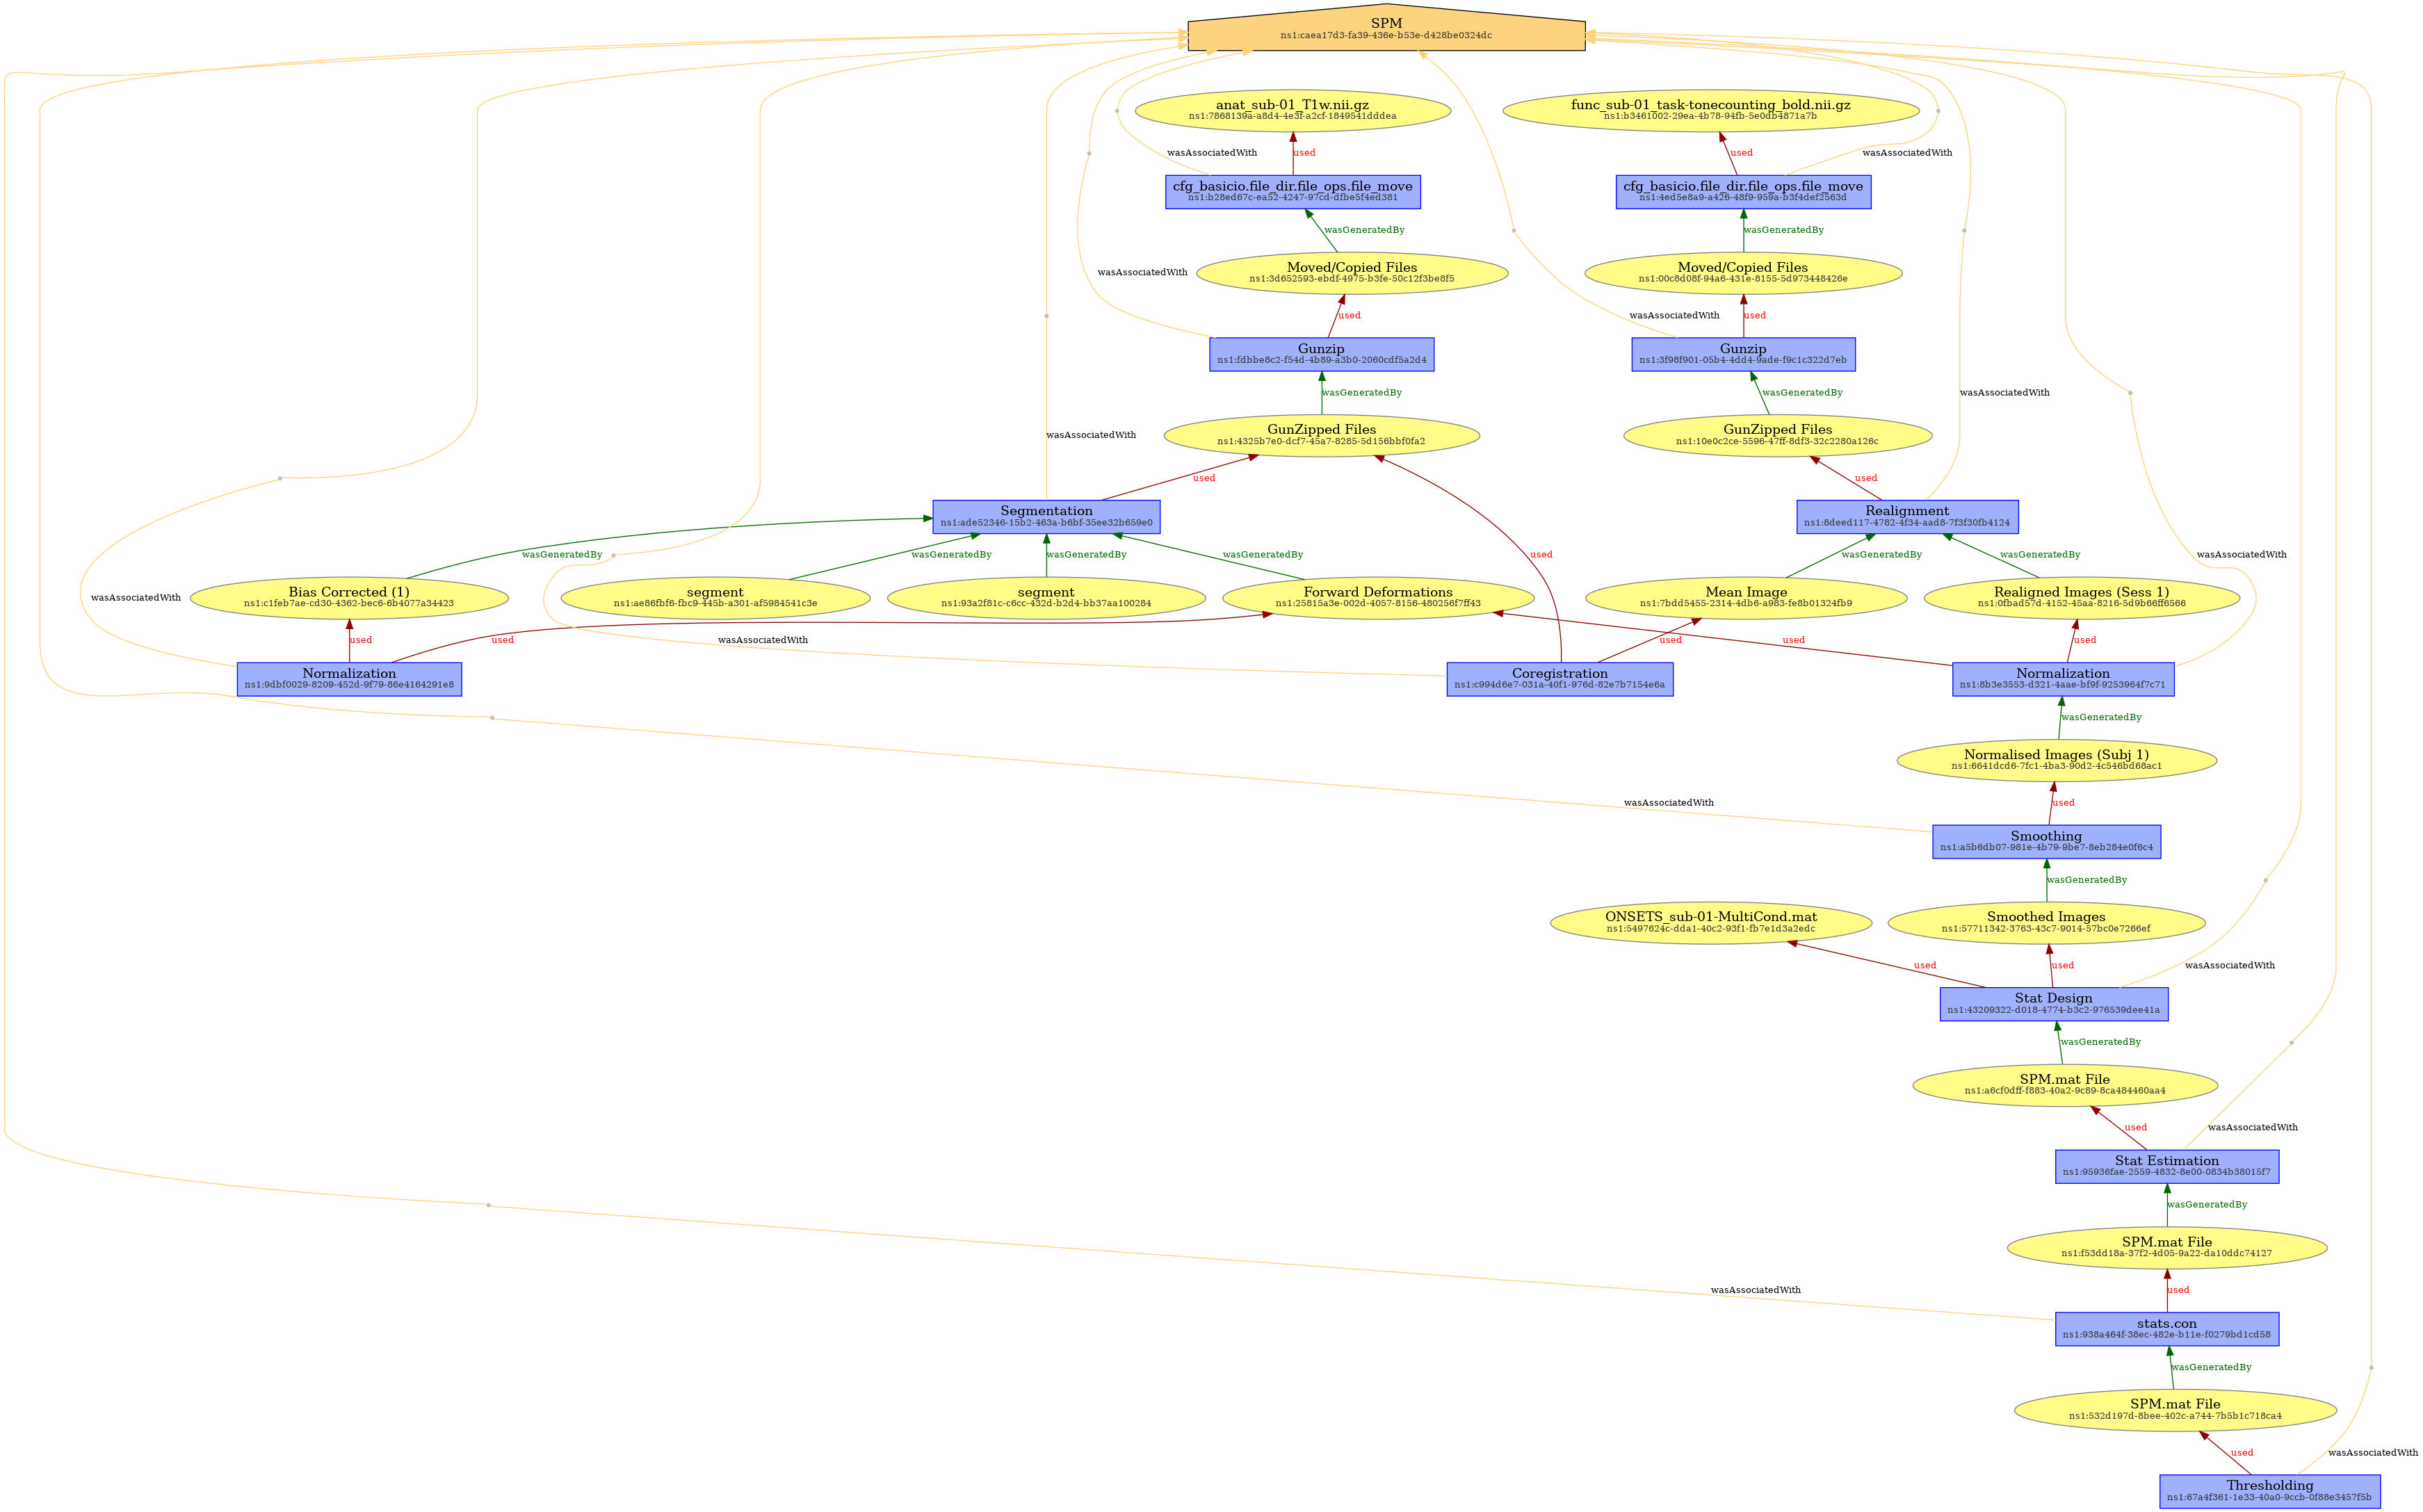 SPM
ns1:caea17d3-fa39-436e-b53e-d428be0324dc
anat_sub-01_T1w.nii.gz
ns1:7868139a-a8d4-4e3f-a2cf-1849541dddea
func_sub-01_task-tonecounting_bold.nii.gz
ns1:b3461002-29ea-4b78-94fb-5e0db4871a7b
wasAssociatedWith
used
used
wasAssociatedWith
cfg_basicio.file_dir.file_ops.file_move
ns1:b28ed67c-ea52-4247-97cd-dfbe5f4ed381
cfg_basicio.file_dir.file_ops.file_move
ns1:4ed5e8a9-a426-48f9-959a-b3f4def2563d
wasGeneratedBy
wasGeneratedBy
wasAssociatedWith
Moved/Copied Files
ns1:3d652593-ebdf-4975-b3fe-50c12f3be8f5
Moved/Copied Files
ns1:00c8d08f-94a6-431e-8155-5d973448426e
used
wasAssociatedWith
used
Gunzip
ns1:fdbbe8c2-f54d-4b89-a3b0-2060cdf5a2d4
Gunzip
ns1:3f98f901-05b4-4dd4-9ade-f9c1c322d7eb
wasGeneratedBy
wasGeneratedBy
wasAssociatedWith
wasAssociatedWith
GunZipped Files
ns1:4325b7e0-dcf7-45a7-8285-5d156bbf0fa2
GunZipped Files
ns1:10e0c2ce-5596-47ff-8df3-32c2280a126c
used
used
Segmentation
ns1:ade52346-15b2-463a-b6bf-35ee32b659e0
Realignment
ns1:8deed117-4782-4f34-aad8-7f3f30fb4124
wasGeneratedBy
wasGeneratedBy
wasGeneratedBy
wasGeneratedBy
used
wasGeneratedBy
wasGeneratedBy
wasAssociatedWith
wasAssociatedWith
Bias Corrected (1)
ns1:c1feb7ae-cd30-4362-bec6-6b4077a34423
segment
ns1:ae86fbf6-fbc9-445b-a301-af5984541c3e
segment
ns1:93a2f81c-c6cc-432d-b2d4-bb37aa100284
Forward Deformations
ns1:25815a3e-002d-4057-8156-480256f7ff43
Mean Image
ns1:7bdd5455-2314-4db6-a983-fe8b01324fb9
Realigned Images (Sess 1)
ns1:0fbad57d-4152-45aa-8216-5d9b66ff6566
used
used
wasAssociatedWith
used
used
used
Normalization
ns1:9dbf0029-8209-452d-9f79-86e4164291e8
Coregistration
ns1:c994d6e7-031a-40f1-976d-82e7b7154e6a
Normalization
ns1:8b3e3553-d321-4aae-bf9f-9253964f7c71
wasGeneratedBy
Normalised Images (Subj 1)
ns1:6641dcd6-7fc1-4ba3-90d2-4c546bd68ac1
wasAssociatedWith
used
Smoothing
ns1:a5b6db07-981e-4b79-9be7-8eb284e0f6c4
wasGeneratedBy
ONSETS_sub-01-MultiCond.mat
ns1:5497624c-dda1-40c2-93f1-fb7e1d3a2edc
Smoothed Images
ns1:57711342-3763-43c7-9014-57bc0e7266ef
used
used
wasAssociatedWith
Stat Design
ns1:43209322-d018-4774-b3c2-976539dee41a
wasGeneratedBy
SPM.mat File
ns1:a6cf0dff-f883-40a2-9c89-8ca484460aa4
used
wasAssociatedWith
Stat Estimation
ns1:95936fae-2559-4832-8e00-0834b38015f7
wasGeneratedBy
SPM.mat File
ns1:f53dd18a-37f2-4d05-9a22-da10ddc74127
wasAssociatedWith
used
stats.con
ns1:938a464f-38ec-482e-b11e-f0279bd1cd58
wasGeneratedBy
SPM.mat File
ns1:532d197d-8bee-402c-a744-7b5b1c718ca4
used
wasAssociatedWith
Thresholding
ns1:67a4f361-1e33-40a0-9ccb-0f88e3457f5b